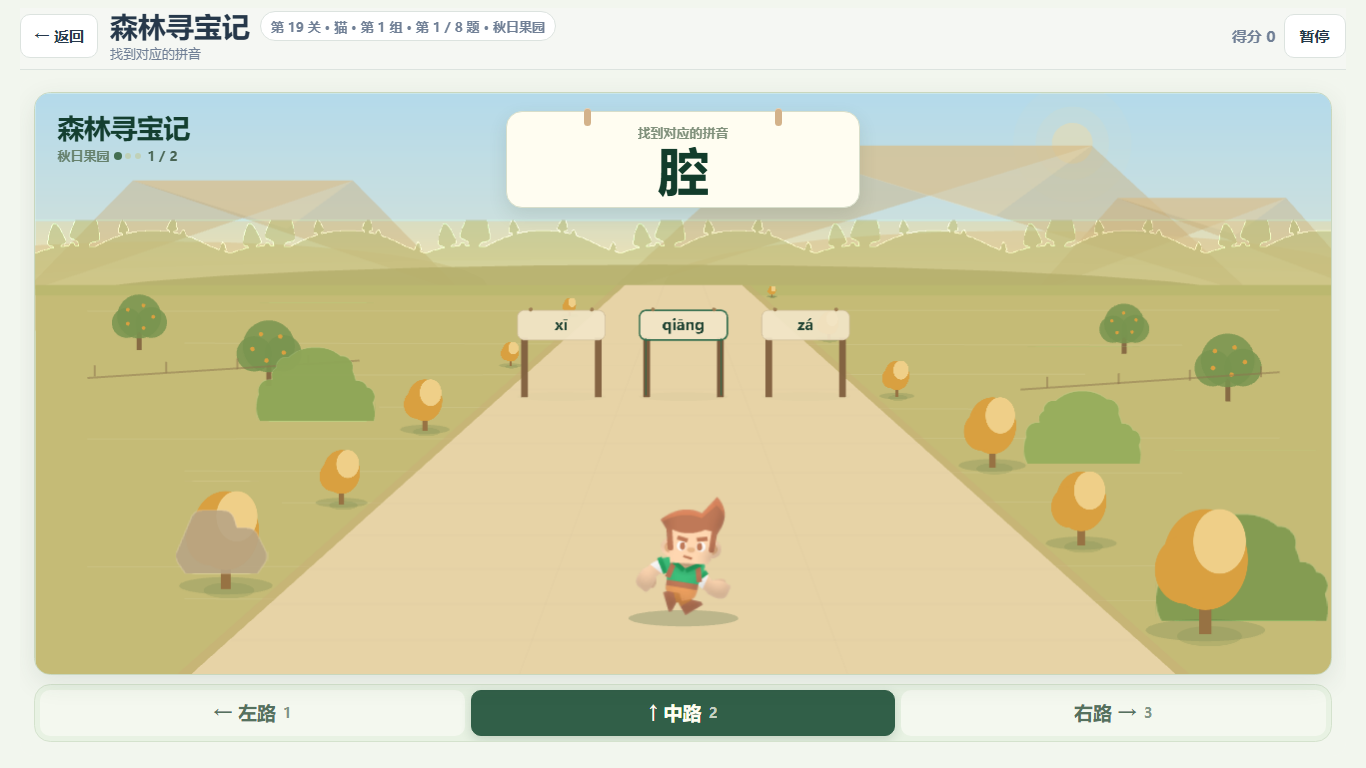 ← 返回
森林寻宝记
第 19 关 • 猫 • 第 1 组 • 第 1 / 8 题 • 秋日果园
找到对应的拼音
得分 0
暂停
森林寻宝记
秋日果园 1 / 2
找到对应的拼音
腔
xī
qiāng
zá
← 左路 1
↑ 中路 2
右路 → 3